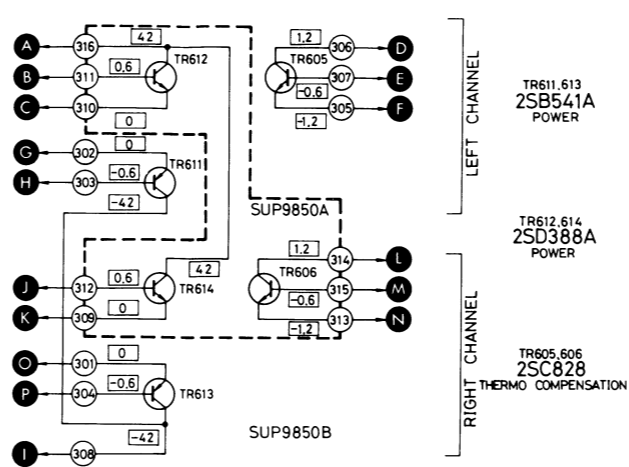 A 316 42 TR612
B 311 0,6
C 310 0
1,2 306 D
TR605 307 E
-0,6
305 F
-1,2
LEFT CHANNEL
TR611,613
2SB541A
POWER
G 302 0
H 303 -0,6 TR611
-42
SUP9850A
TR612,614
2SD388A
POWER
J 312 0,6 TR614
K 309 0
42
1,2 314 L
TR606 315 M
-0,6
313 N
-1,2
RIGHT CHANNEL
TR605,606
2SC828
THERMO COMPENSATION
O 301 0
P 304 -0,6 TR613
I 308 -42
SUP9850B